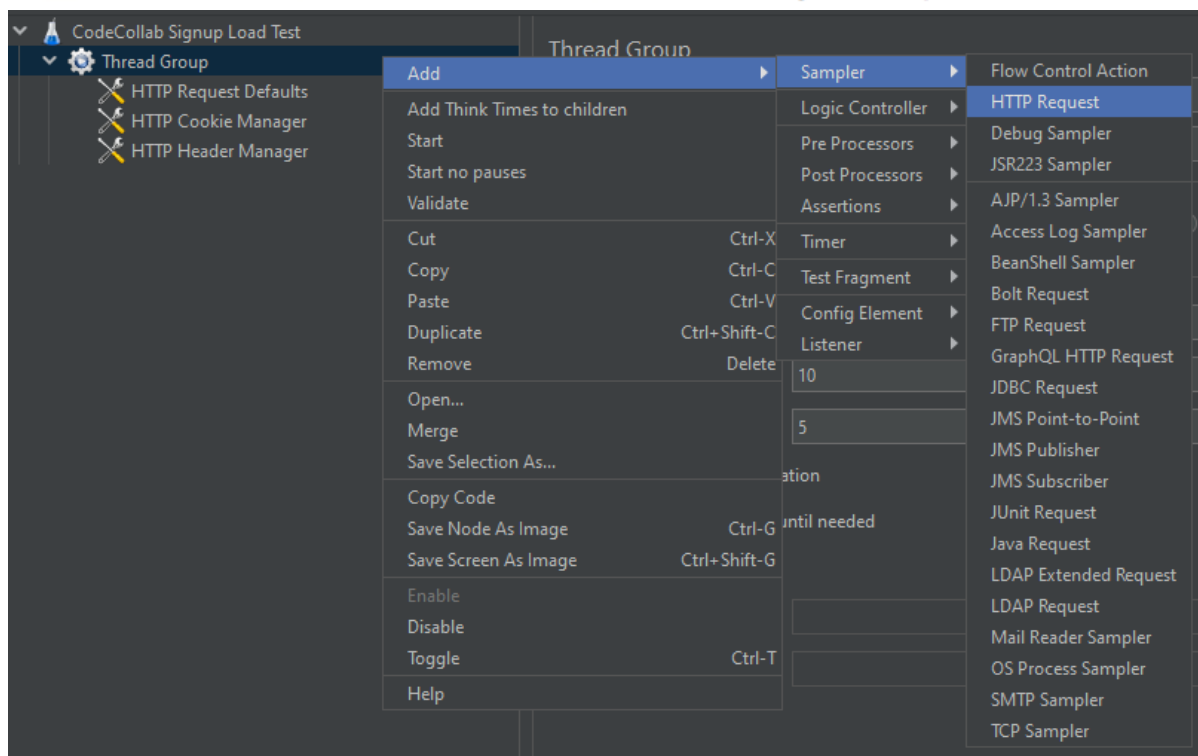 CodeCollab Signup Load Test
Thread Group
HTTP Request Defaults
HTTP Cookie Manager
HTTP Header Manager
Thread Group
Add
Add Think Times to children
Start
Start no pauses
Validate
Cut Ctrl-X
Copy Ctrl-C
Paste Ctrl-V
Duplicate Ctrl+Shift-C
Remove Delete
Open...
Merge
Save Selection As...
Copy Code
Save Node As Image Ctrl-G
Save Screen As Image Ctrl+Shift-G
Enable
Disable
Toggle Ctrl-T
Help
Sampler
Logic Controller
Pre Processors
Post Processors
Assertions
Timer
Test Fragment
Config Element
Listener
10
5
ation
until needed
Flow Control Action
HTTP Request
Debug Sampler
JSR223 Sampler
AJP/1.3 Sampler
Access Log Sampler
BeanShell Sampler
Bolt Request
FTP Request
GraphQL HTTP Request
JDBC Request
JMS Point-to-Point
JMS Publisher
JMS Subscriber
JUnit Request
Java Request
LDAP Extended Request
LDAP Request
Mail Reader Sampler
OS Process Sampler
SMTP Sampler
TCP Sampler